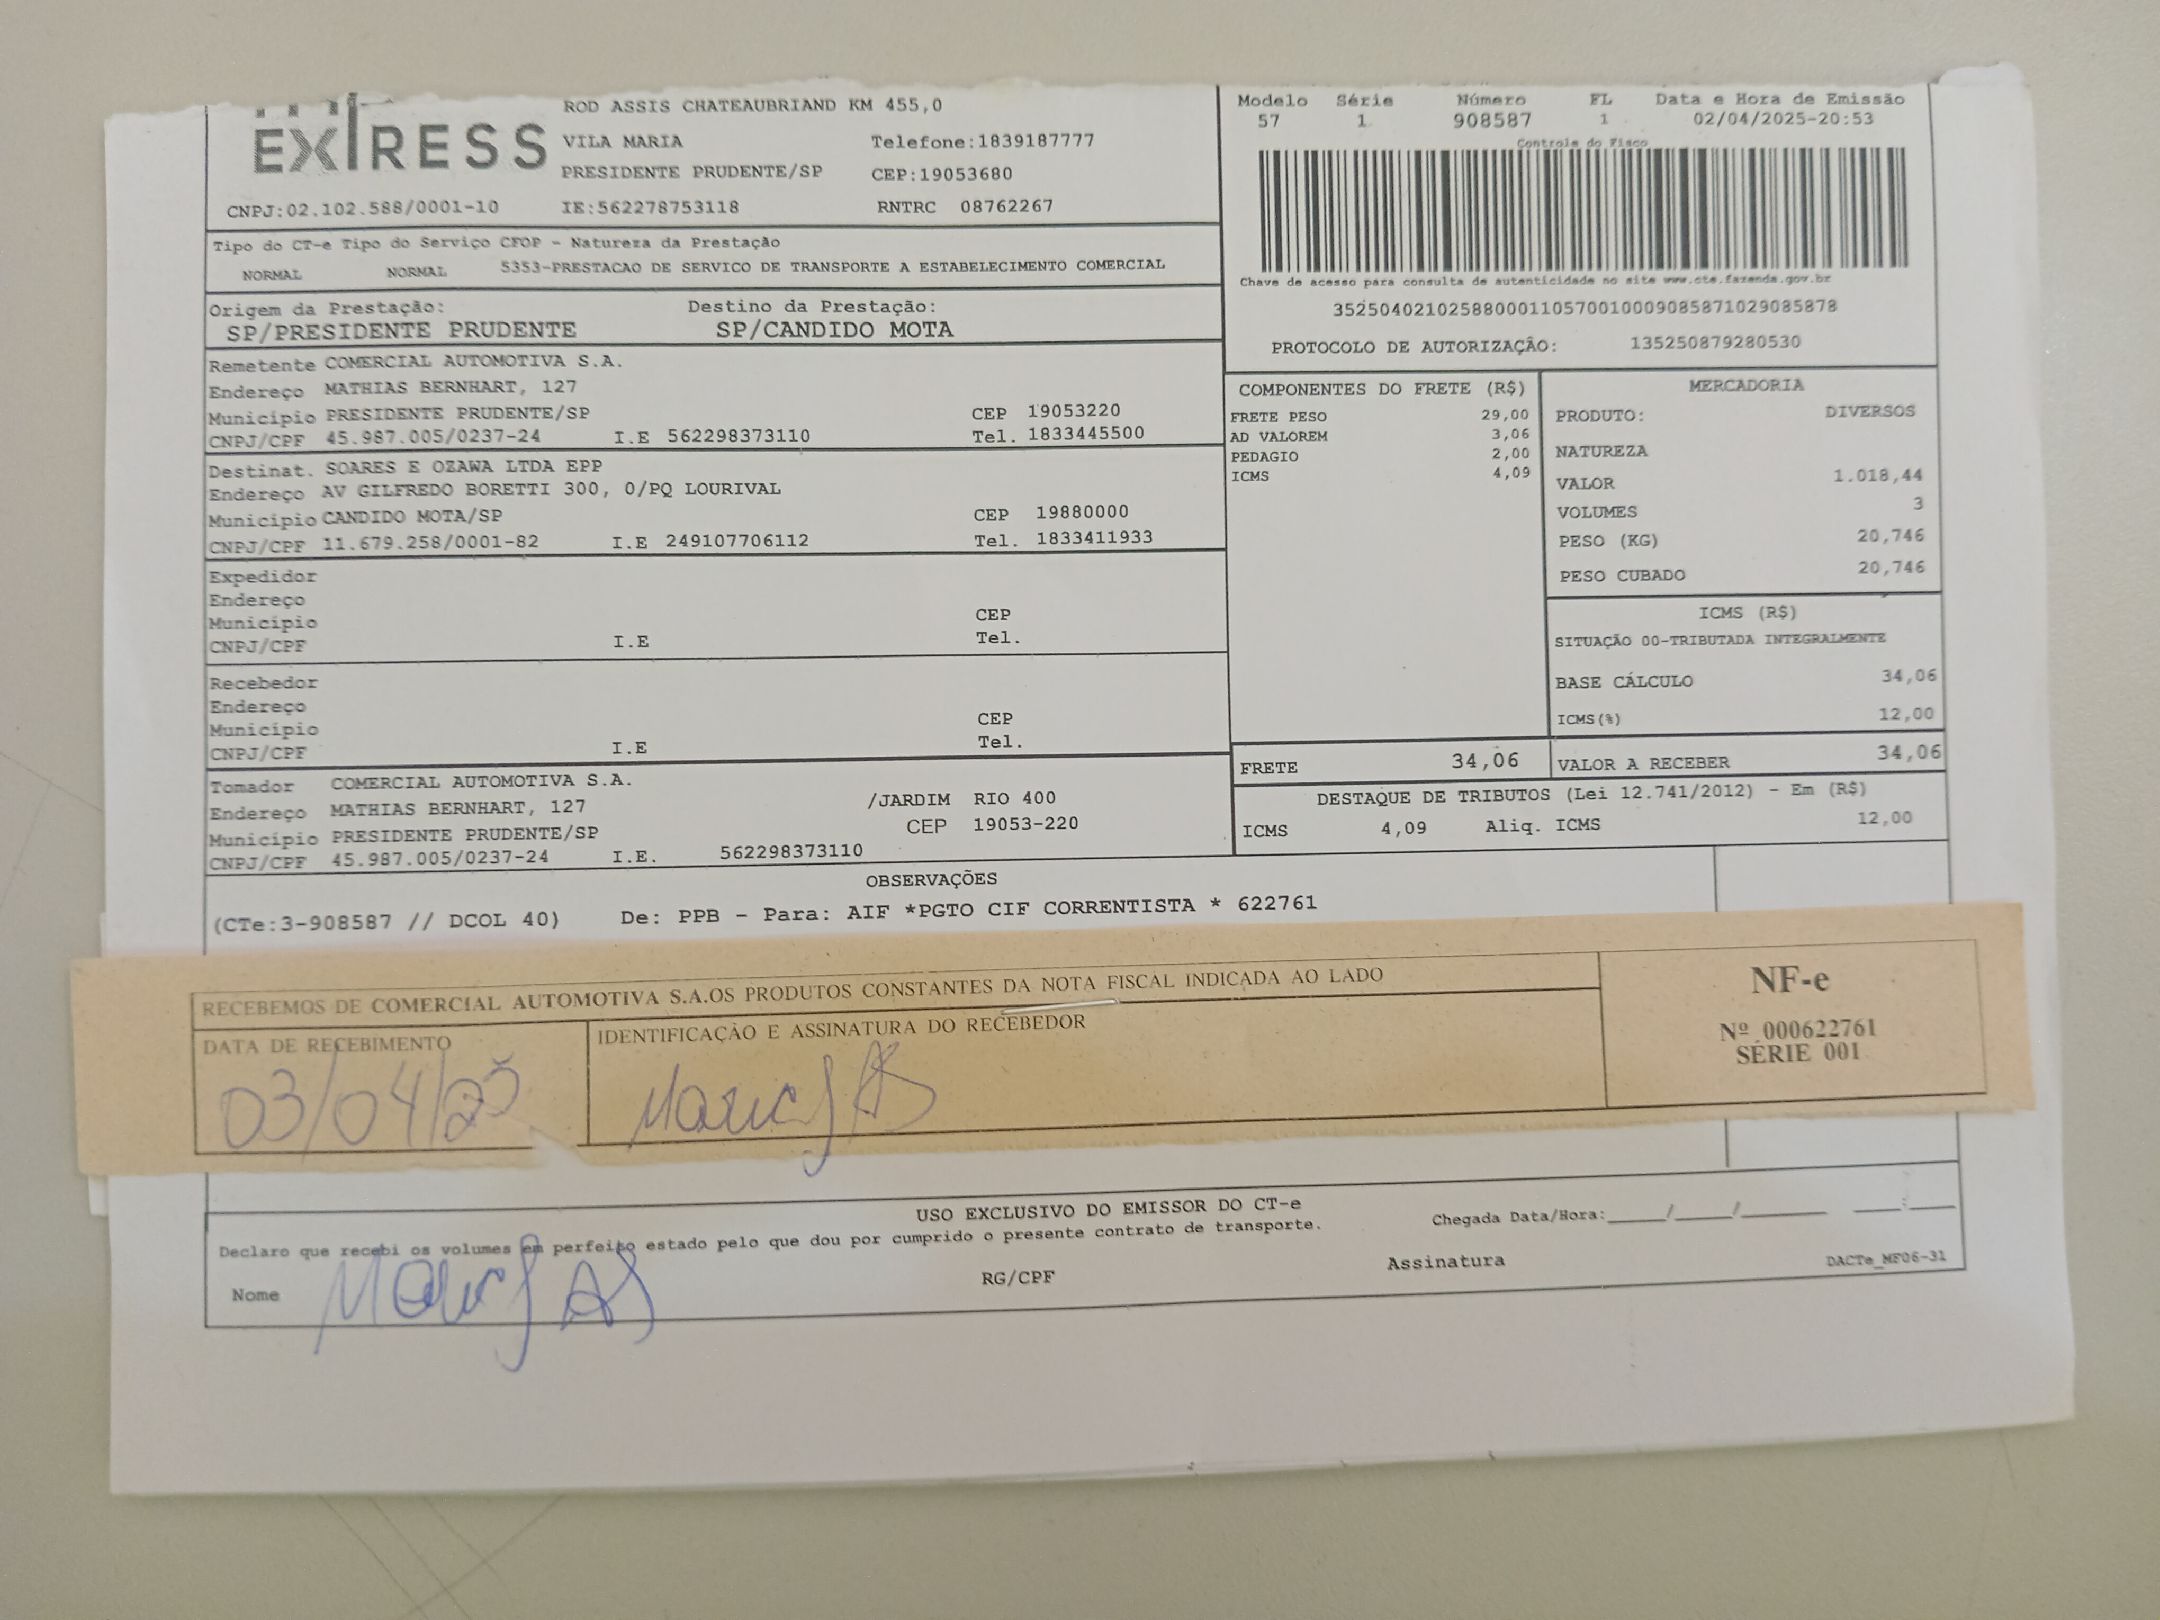 ROD ASSIS CHATEAUBRIAND KM 455,0
EXPRESS VILA MARIA Telefone:1839187777
PRESIDENTE PRUDENTE/SP CEP:19053680
CNPJ:02.102.588/0001-10 IE:562278753118 RNTRC 08762267
Modelo Série Número FL Data e Hora de Emissão
57 1 908587 1 02/04/2025-20:53
Controle do Fisco
Chave de acesso para consulta de autenticidade no site www.cte.fazenda.gov.br
35250402102588000110570010009085871029085878
PROTOCOLO DE AUTORIZAÇÃO: 135250879280530
Tipo do CT-e Tipo do Serviço CFOP - Natureza da Prestação
NORMAL NORMAL 5353-PRESTACAO DE SERVICO DE TRANSPORTE A ESTABELECIMENTO COMERCIAL
Origem da Prestação: Destino da Prestação:
SP/PRESIDENTE PRUDENTE SP/CANDIDO MOTA
Remetente COMERCIAL AUTOMOTIVA S.A.
Endereço MATHIAS BERNHART, 127
Município PRESIDENTE PRUDENTE/SP CEP 19053220
CNPJ/CPF 45.987.005/0237-24 I.E 562298373110 Tel. 1833445500
Destinat. SOARES E OZAWA LTDA EPP
Endereço AV GILFREDO BORETTI 300, 0/PQ LOURIVAL
Município CANDIDO MOTA/SP CEP 19880000
CNPJ/CPF 11.679.258/0001-82 I.E 249107706112 Tel. 1833411933
Expedidor
Endereço
Município CEP
CNPJ/CPF I.E Tel.
Recebedor
Endereço
Município CEP
CNPJ/CPF I.E Tel.
Tomador COMERCIAL AUTOMOTIVA S.A.
Endereço MATHIAS BERNHART, 127 /JARDIM RIO 400
Município PRESIDENTE PRUDENTE/SP CEP 19053-220
CNPJ/CPF 45.987.005/0237-24 I.E. 562298373110
COMPONENTES DO FRETE (R$)
FRETE PESO 29,00
AD VALOREM 3,06
PEDAGIO 2,00
ICMS 4,09
MERCADORIA
PRODUTO: DIVERSOS
NATUREZA
VALOR 1.018,44
VOLUMES 3
PESO (KG) 20,746
PESO CUBADO 20,746
ICMS (R$)
SITUAÇÃO 00-TRIBUTADA INTEGRALMENTE
BASE CÁLCULO 34,06
ICMS(%) 12,00
FRETE 34,06 VALOR A RECEBER 34,06
DESTAQUE DE TRIBUTOS (Lei 12.741/2012) - Em (R$)
ICMS 4,09 Aliq. ICMS 12,00
OBSERVAÇÕES
(CTe:3-908587 // DCOL 40) De: PPB - Para: AIF *PGTO CIF CORRENTISTA * 622761
RECEBEMOS DE COMERCIAL AUTOMOTIVA S.A.OS PRODUTOS CONSTANTES DA NOTA FISCAL INDICADA AO LADO
DATA DE RECEBIMENTO IDENTIFICAÇÃO E ASSINATURA DO RECEBEDOR
03/04/25
NF-e
Nº 000622761
SÉRIE 001
USO EXCLUSIVO DO EMISSOR DO CT-e
Declaro que recebi os volumes em perfeito estado pelo que dou por cumprido o presente contrato de transporte. Chegada Data/Hora:____/____/______ ____:____
Nome RG/CPF Assinatura DACTe_MF06-31